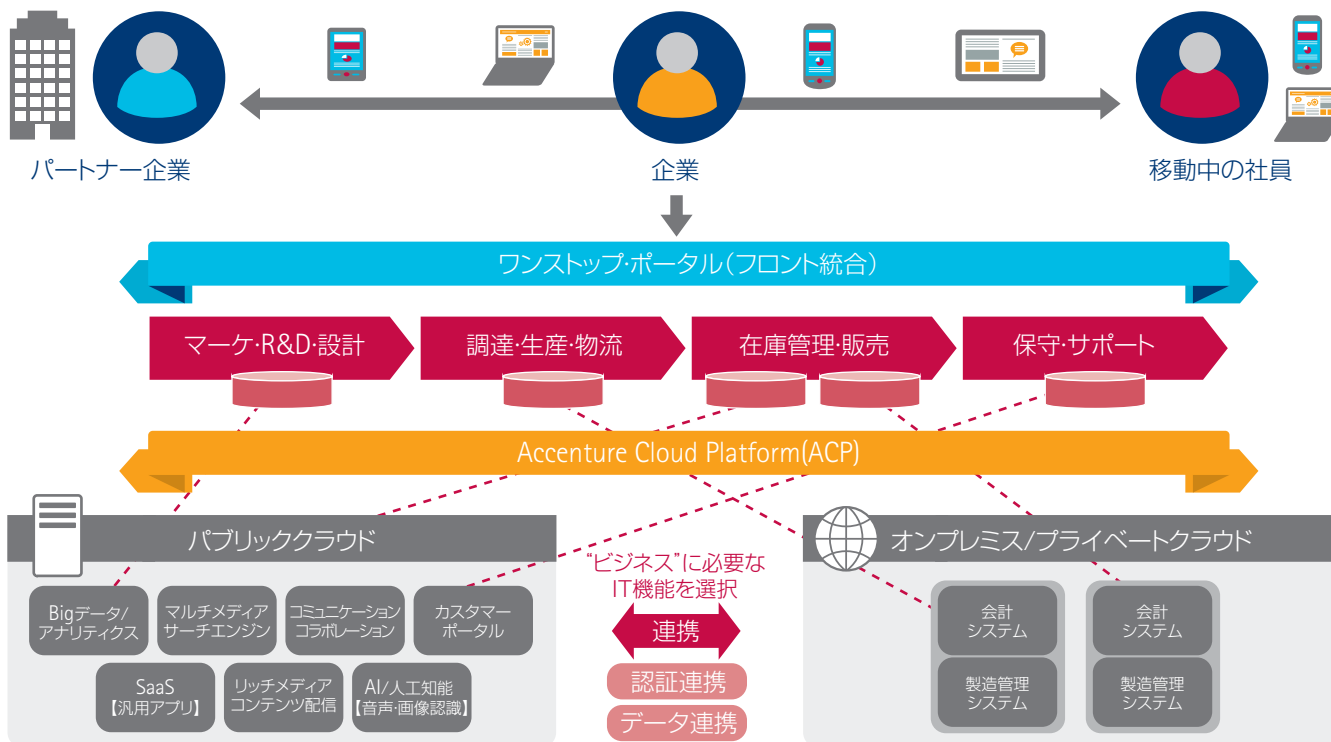 パートナー企業
企業
移動中の社員
ワンストップ・ポータル（フロント統合）
マーケ・R&D・設計
調達・生産・物流
在庫管理・販売
保守・サポート
Accenture Cloud Platform(ACP)
パブリッククラウド
Bigデータ/
アナリティクス
マルチメディア
サーチエンジン
コミュニケーション
コラボレーション
カスタマー
ポータル
SaaS
【汎用アプリ】
リッチメディア
コンテンツ配信
AI/人工知能
【音声・画像認識】
“ビジネス”に必要な
IT機能を選択
連携
認証連携
データ連携
オンプレミス/プライベートクラウド
会計
システム
会計
システム
製造管理
システム
製造管理
システム